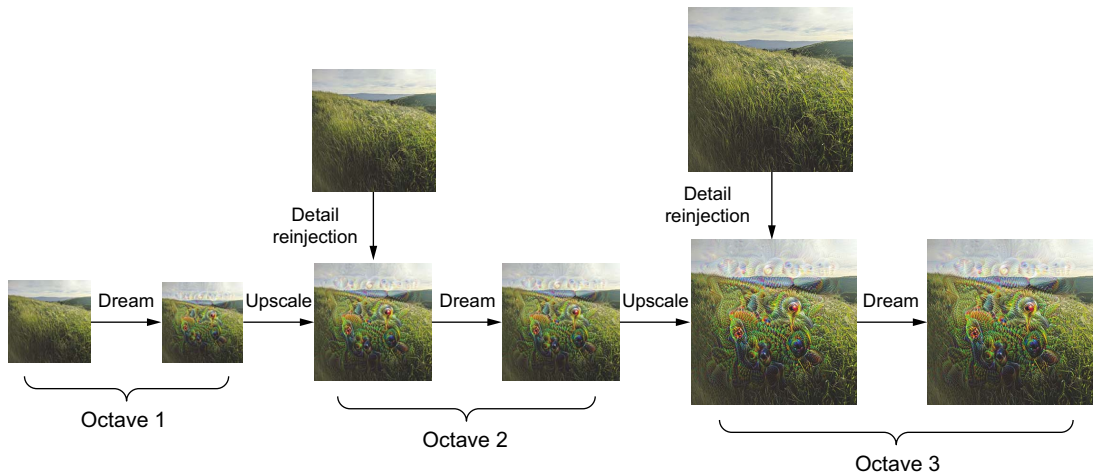 Detail
reinjection
Detail
reinjection
Dream
Upscale
Dream
Upscale
Dream
Octave 1
Octave 2
Octave 3